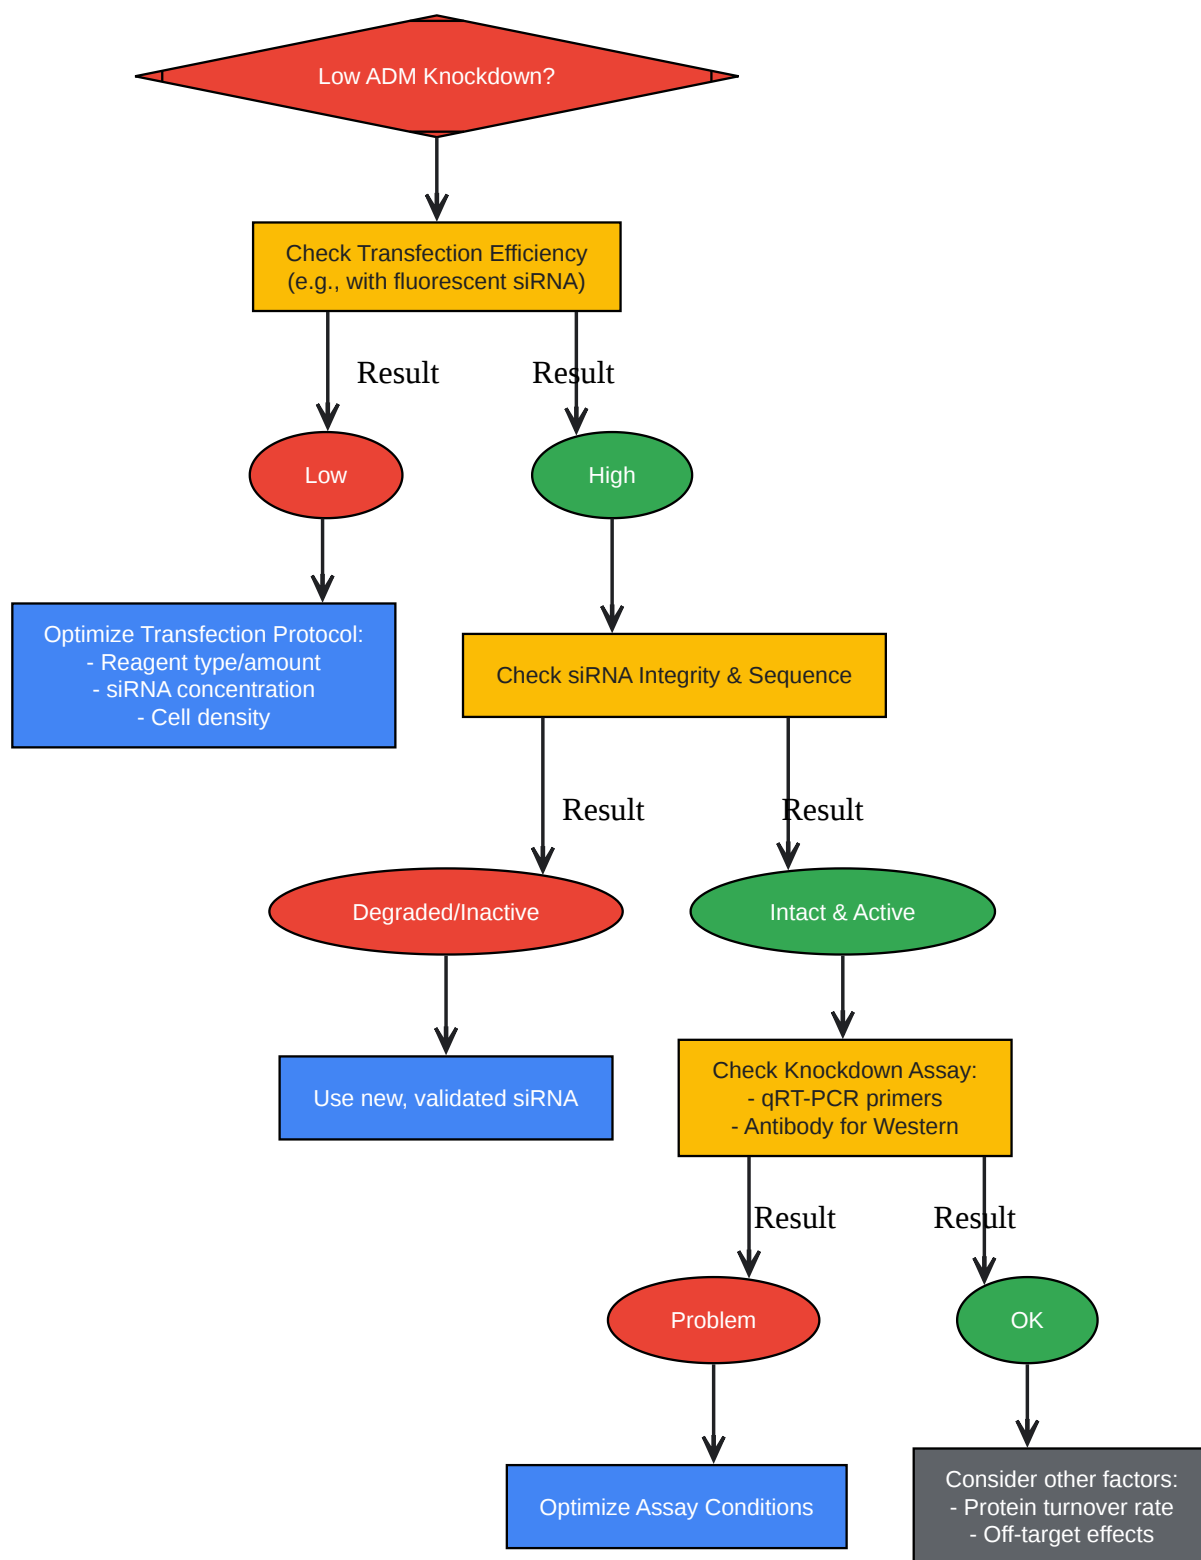 Low ADM Knockdown?
Check Transfection Efficiency
(e.g., with fluorescent siRNA)
Result
Result
Low
High
Optimize Transfection Protocol:
- Reagent type/amount
- siRNA concentration
- Cell density
Check siRNA Integrity & Sequence
Result
Result
Degraded/Inactive
Intact & Active
Use new, validated siRNA
Check Knockdown Assay:
- qRT-PCR primers
- Antibody for Western
Result
Result
Problem
OK
Optimize Assay Conditions
Consider other factors:
- Protein turnover rate
- Off-target effects